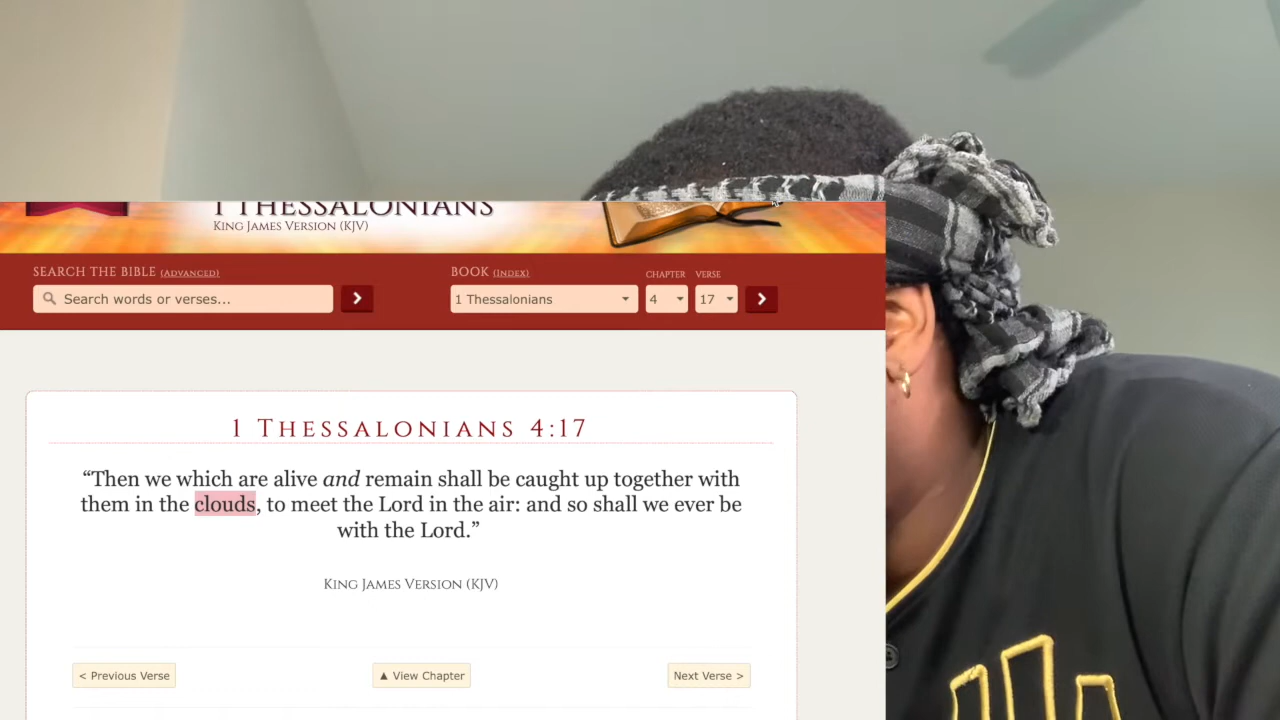 1 THESSALONIANS
KING JAMES VERSION (KJV)
SEARCH THE BIBLE (ADVANCED)
BOOK (INDEX)
CHAPTER
VERSE
Search words or verses...
1 Thessalonians
4
17
1 THESSALONIANS 4:17
“Then we which are alive and remain shall be caught up together with
them in the clouds, to meet the Lord in the air: and so shall we ever be
with the Lord.”
KING JAMES VERSION (KJV)
< Previous Verse
▲ View Chapter
Next Verse >